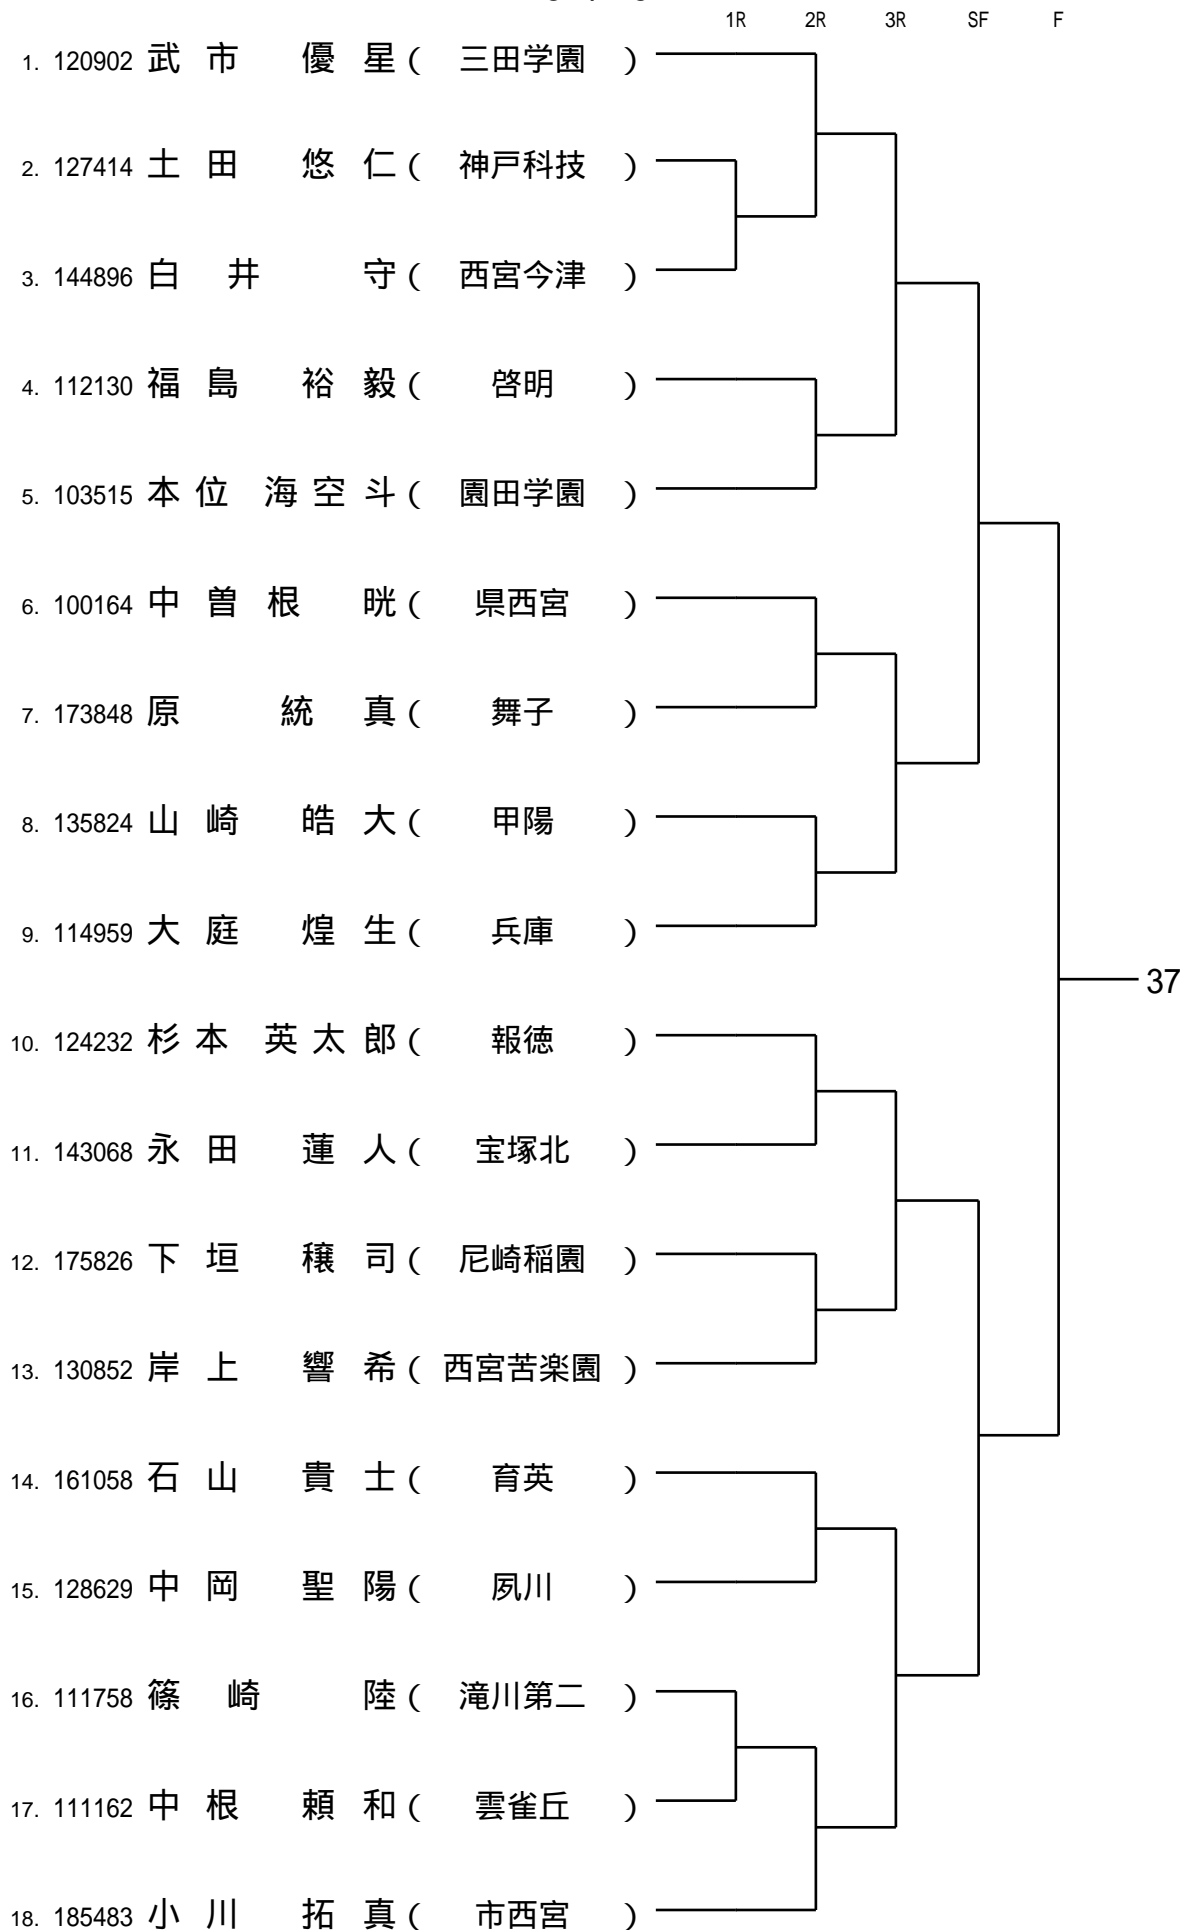 1R 2R 3R SF F
1. 120902 武市 優星 ( 三田学園 )
2. 127414 土田 悠仁 ( 神戸科技 )
3. 144896 白井 守 ( 西宮今津 )
4. 112130 福島 裕毅 ( 啓明 )
5. 103515 本位 海空斗 ( 園田学園 )
6. 100164 中曽根 晄 ( 県西宮 )
7. 173848 原 統真 ( 舞子 )
8. 135824 山崎 皓大 ( 甲陽 )
9. 114959 大庭 煌生 ( 兵庫 )
37
10. 124232 杉本 英太郎 ( 報徳 )
11. 143068 永田 蓮人 ( 宝塚北 )
12. 175826 下垣 穣司 ( 尼崎稲園 )
13. 130852 岸上 響希 ( 西宮苦楽園 )
14. 161058 石山 貴士 ( 育英 )
15. 128629 中岡 聖陽 ( 夙川 )
16. 111758 篠崎 陸 ( 滝川第二 )
17. 111162 中根 頼和 ( 雲雀丘 )
18. 185483 小川 拓真 ( 市西宮 )